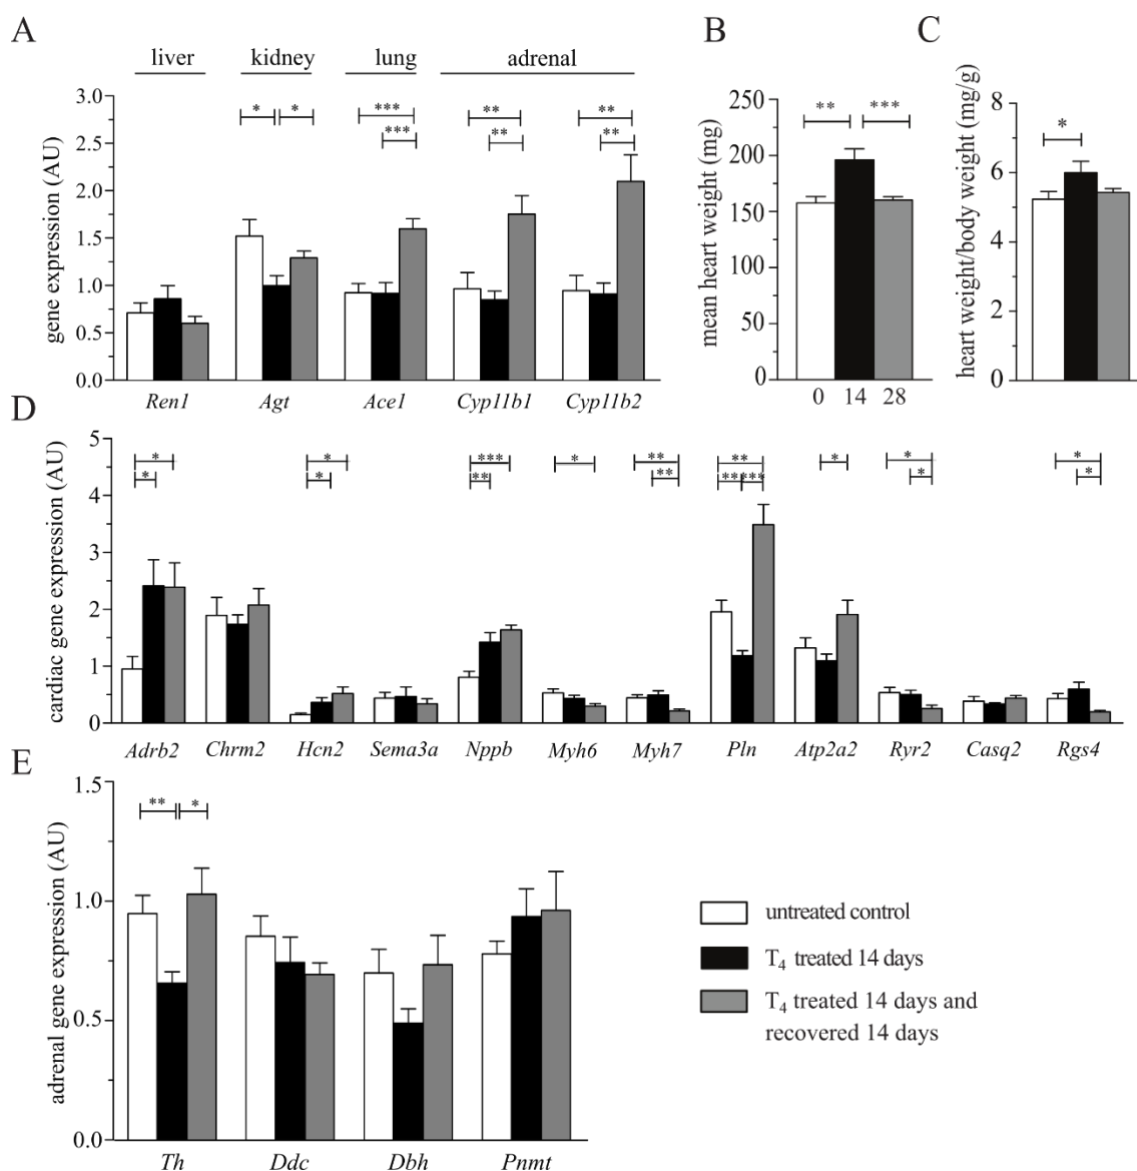 A
liver kidney lung adrenal
* * *** *** ** ** ** **
gene expression (AU)
3.0
2.5
2.0
1.5
1.0
0.5
0.0
Ren1 Agt Ace1 Cyp11b1 Cyp11b2
B
** ***
mean heart weight (mg)
250
200
150
100
50
0
0 14 28
C
*
heart weight/body weight (mg/g)
8
6
4
2
0
D
* * * * *** ** * ** ** ** ** *** * * * * *
cardiac gene expression (AU)
5
4
3
2
1
0
Adrb2 Chrm2 Hcn2 Sema3a Nppb Myh6 Myh7 Pln Atp2a2 Ryr2 Casq2 Rgs4
E
** *
adrenal gene expression (AU)
1.5
1.0
0.5
0.0
Th Ddc Dbh Pnmt
untreated control
T₄ treated 14 days
T₄ treated 14 days and
recovered 14 days